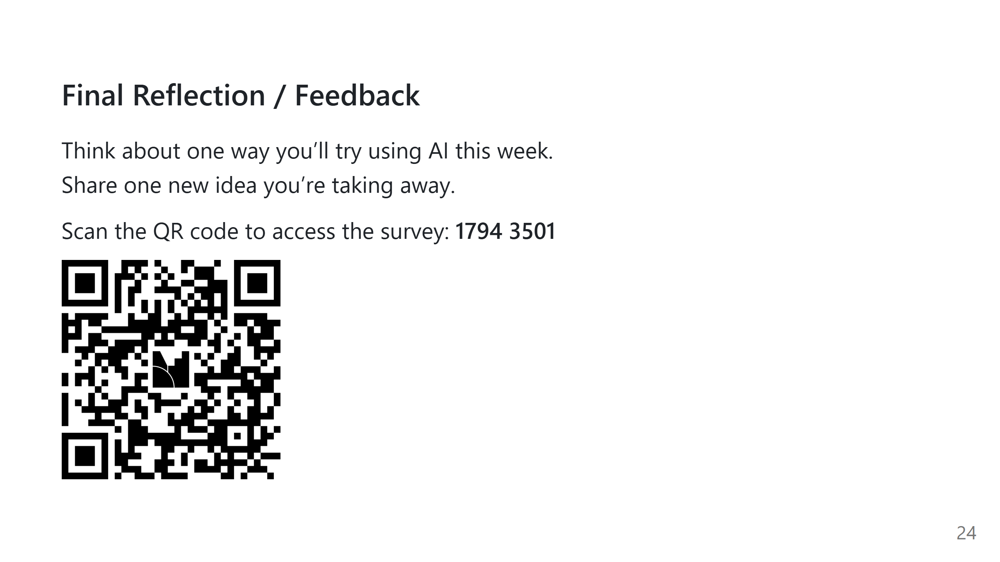 Final Reflection / Feedback
Think about one way you’ll try using AI this week.
Share one new idea you’re taking away.
Scan the QR code to access the survey: 1794 3501
24